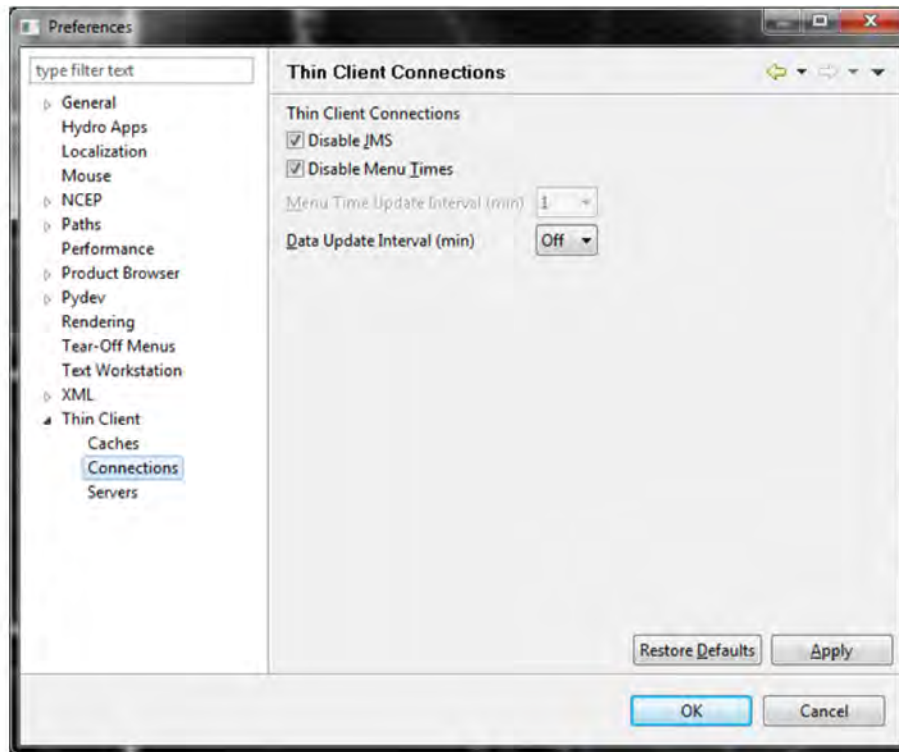 Preferences
type filter text
General
Hydro Apps
Localization
Mouse
NCEP
Paths
Performance
Product Browser
Pydev
Rendering
Tear-Off Menus
Text Workstation
XML
Thin Client
Caches
Connections
Servers
Thin Client Connections
Thin Client Connections
Disable JMS
Disable Menu Times
Menu Time Update Interval (min) 1
Data Update Interval (min) Off
Restore Defaults Apply
OK Cancel